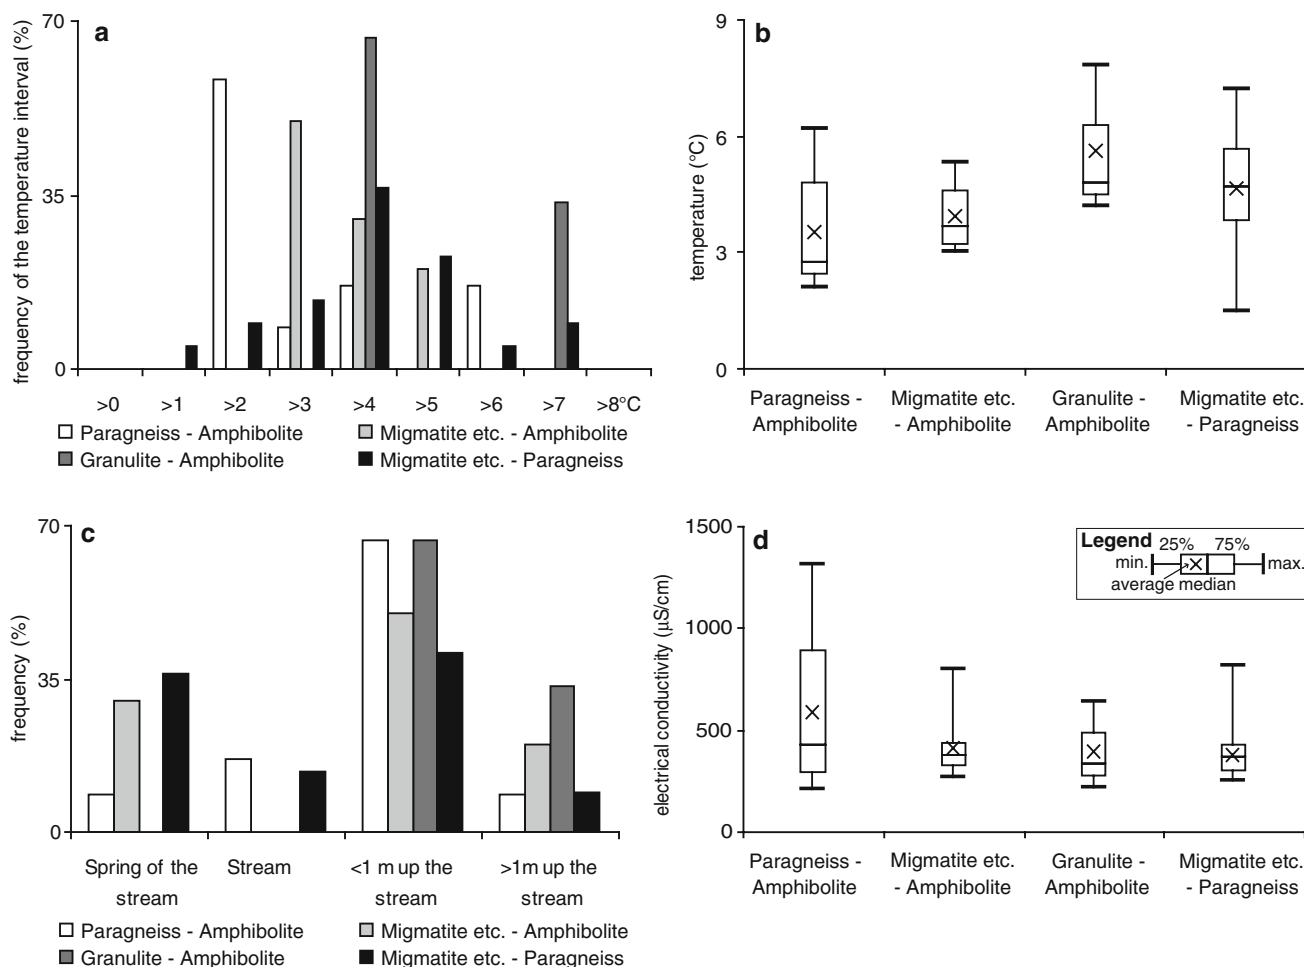 a
frequency of the temperature interval (%)
70
35
0
>0 >1 >2 >3 >4 >5 >6 >7 >8°C
Paragneiss - Amphibolite
Migmatite etc. - Amphibolite
Granulite - Amphibolite
Migmatite etc. - Paragneiss
b
temperature (°C)
9
6
3
0
Paragneiss -
Amphibolite
Migmatite etc.
- Amphibolite
Granulite -
Amphibolite
Migmatite etc.
- Paragneiss
c
frequency (%)
70
35
0
Spring of the
stream
Stream
<1 m up the
stream
>1m up the
stream
Paragneiss - Amphibolite
Migmatite etc. - Amphibolite
Granulite - Amphibolite
Migmatite etc. - Paragneiss
d
electrical conductivity (µS/cm)
1500
1000
500
0
Legend
25% 75%
min. max.
average median
Paragneiss -
Amphibolite
Migmatite etc.
- Amphibolite
Granulite -
Amphibolite
Migmatite etc.
- Paragneiss